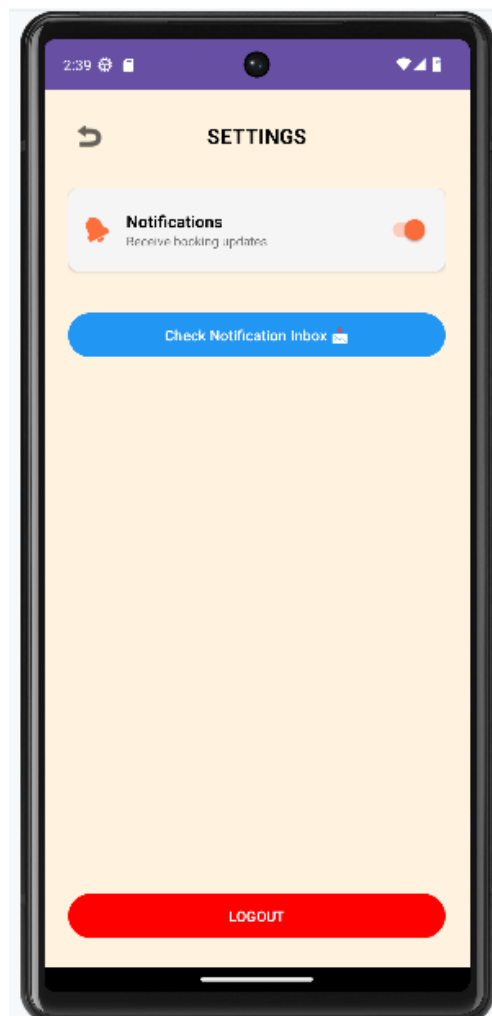 2:39
SETTINGS
Notifications
Receive booking updates
Check Notification Inbox 📩
LOGOUT